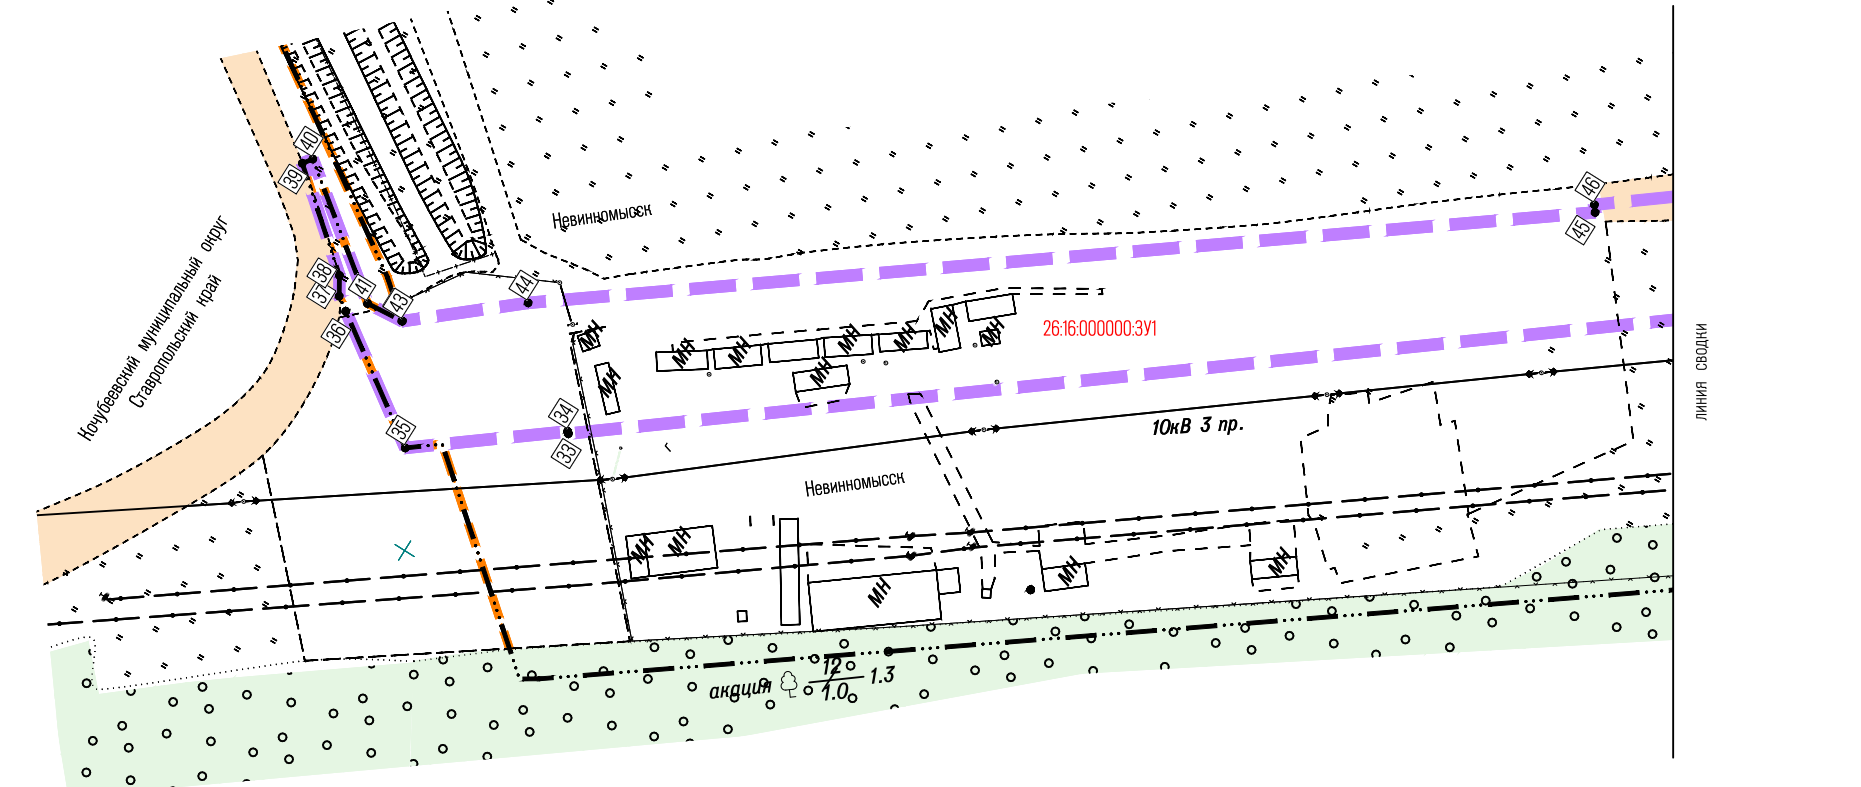 40
39
46
45
Невинномысск
Кочубеевский муниципальный округ
Ставропольский край
38
37
41
43
44
36
26:16:000000:ЗУ1
МН
МН
МН
МН
МН
МН
МН
МН
МН
линия сводки
35
34
33
г
10кВ 3 пр.
Невинномысск
МН
МН
МН
МН
МН
акация
12
1.0
1.3